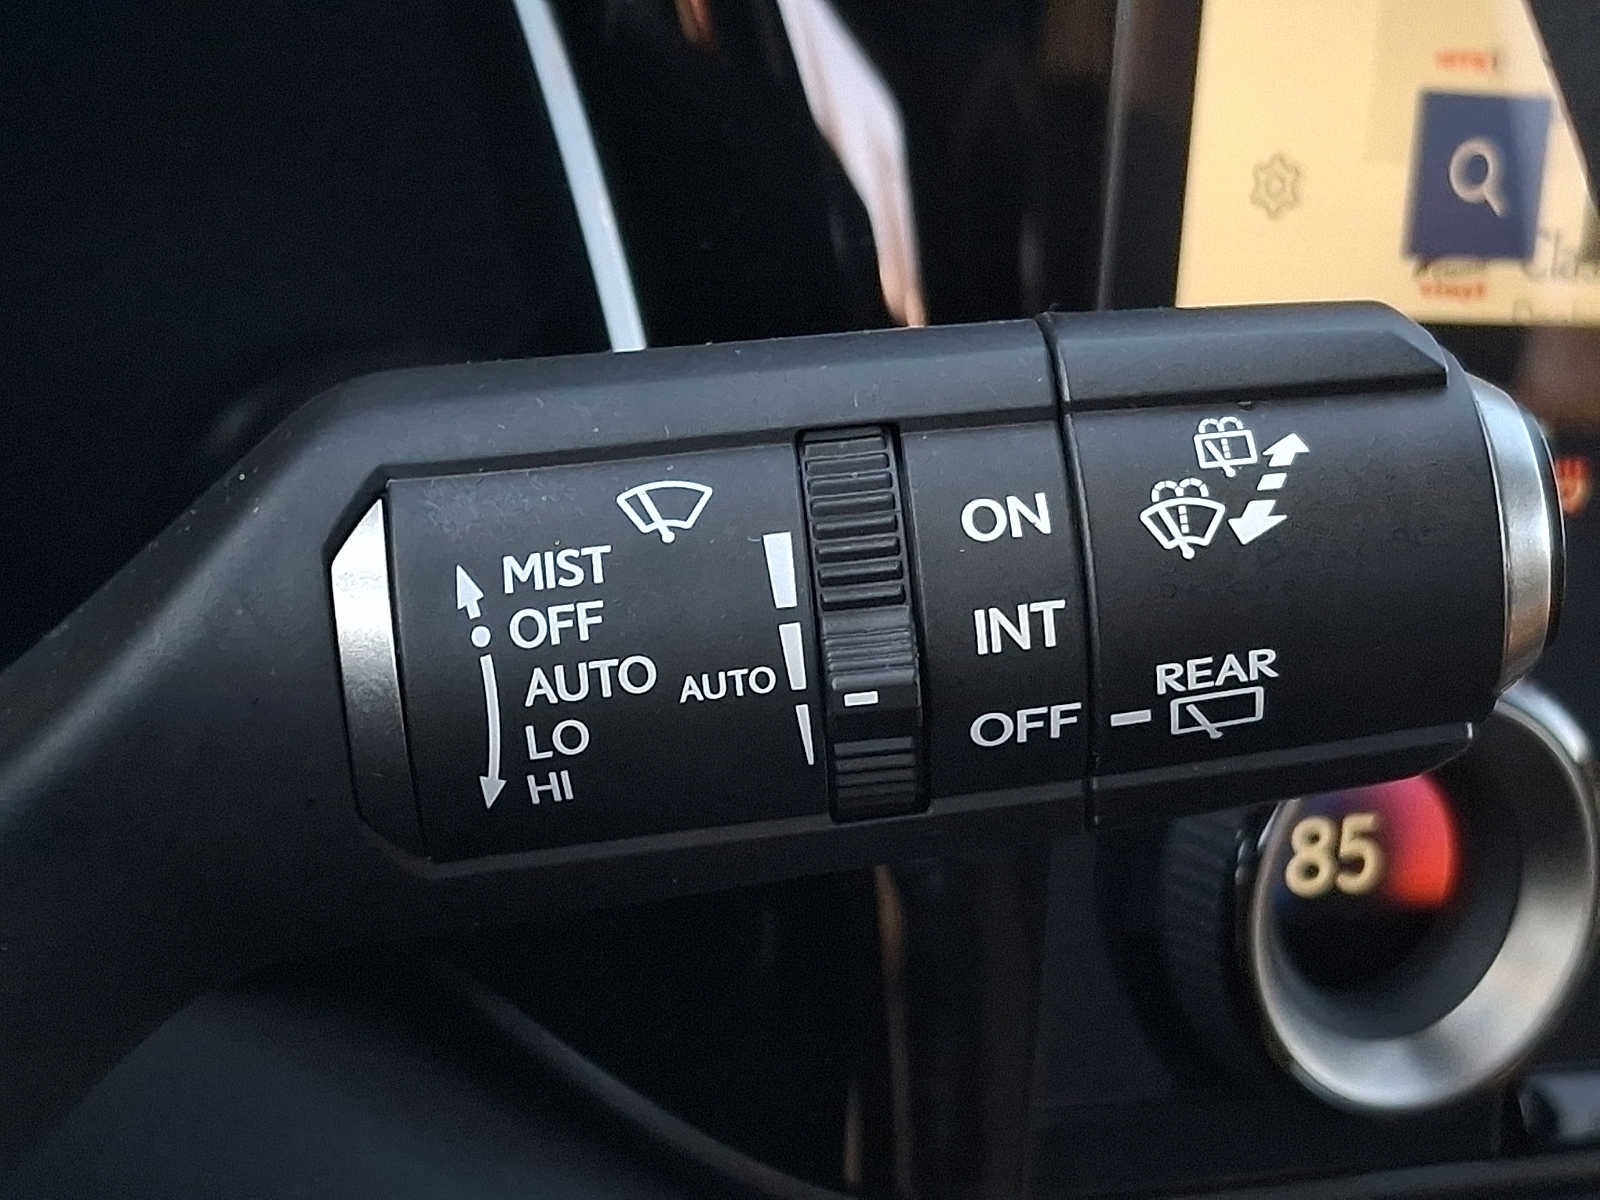 MIST
OFF
AUTO
LO
HI
AUTO
ON
INT
OFF
REAR
85